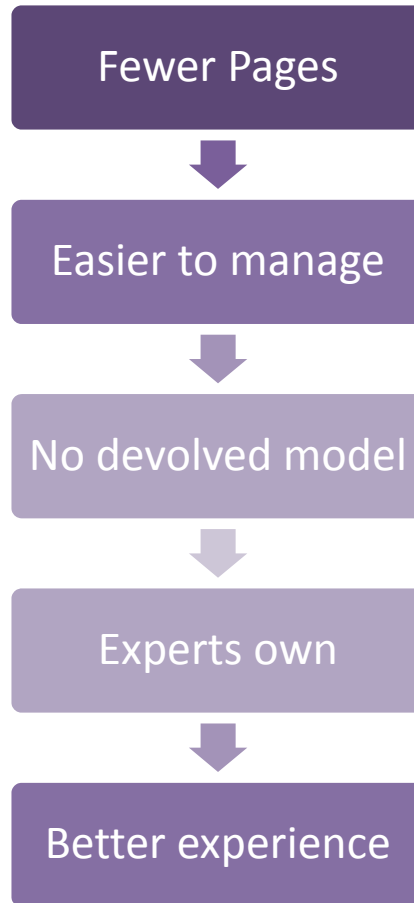 Fewer Pages
Easier to manage
No devolved model
Experts own
Better experience